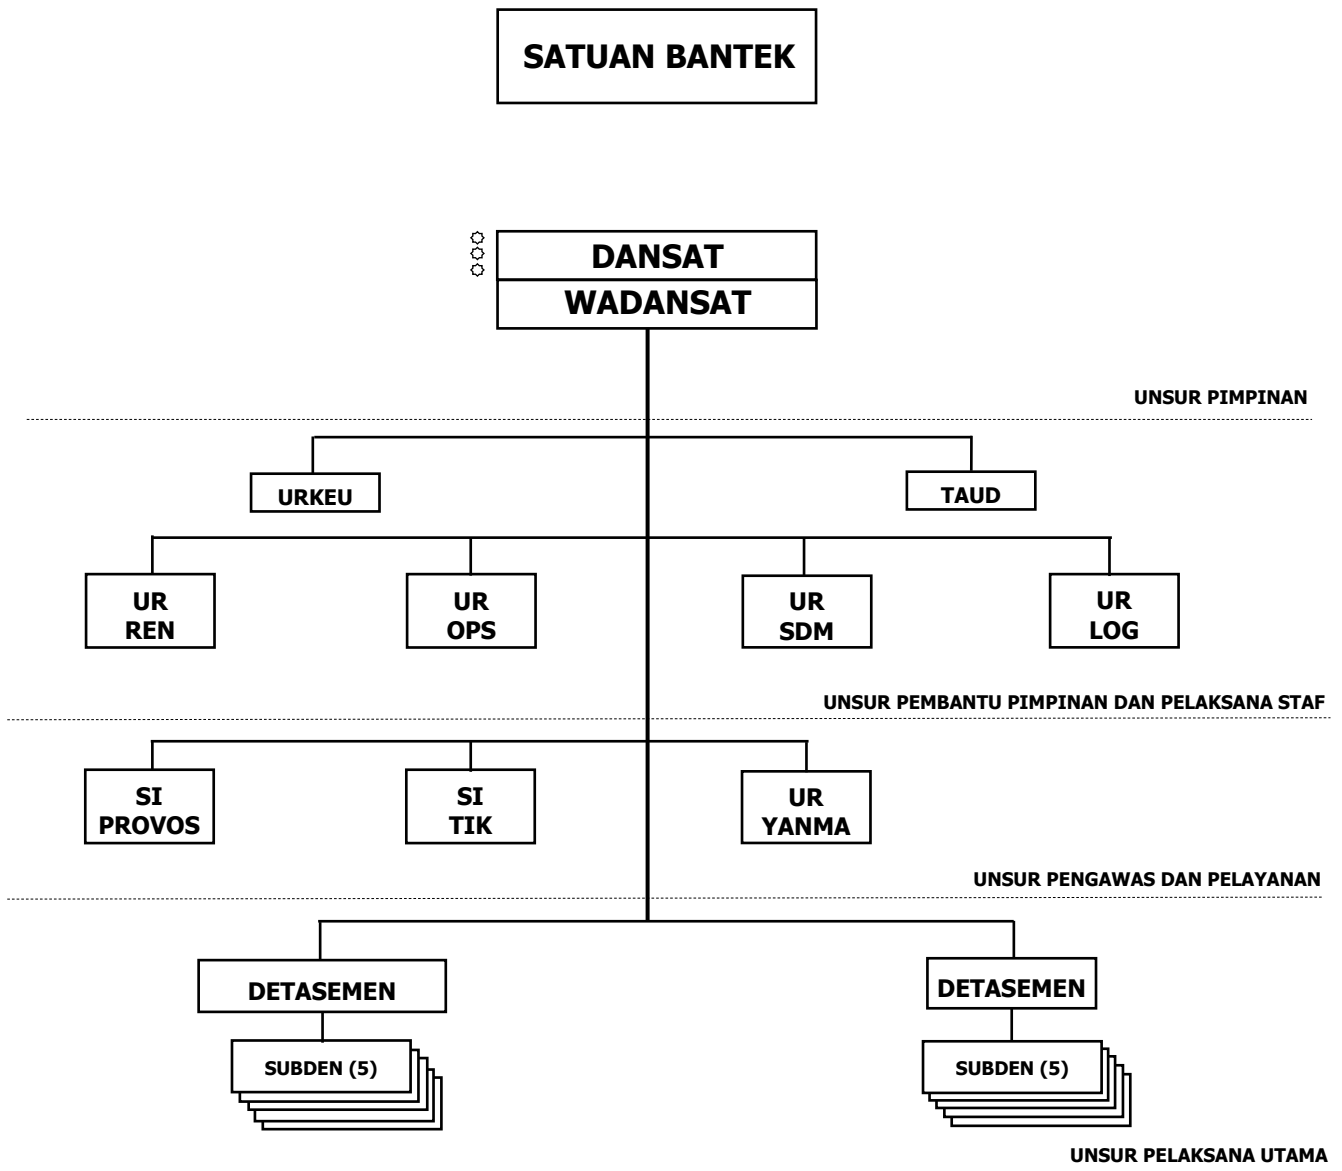 SATUAN BANTEK
DANSAT
WADANSAT
UNSUR PIMPINAN
URKEU
TAUD
UR
REN
UR
OPS
UR
SDM
UR
LOG
UNSUR PEMBANTU PIMPINAN DAN PELAKSANA STAF
SI
PROVOS
SI
TIK
UR
YANMA
UNSUR PENGAWAS DAN PELAYANAN
DETASEMEN
DETASEMEN
SUBDEN (5)
SUBDEN (5)
UNSUR PELAKSANA UTAMA